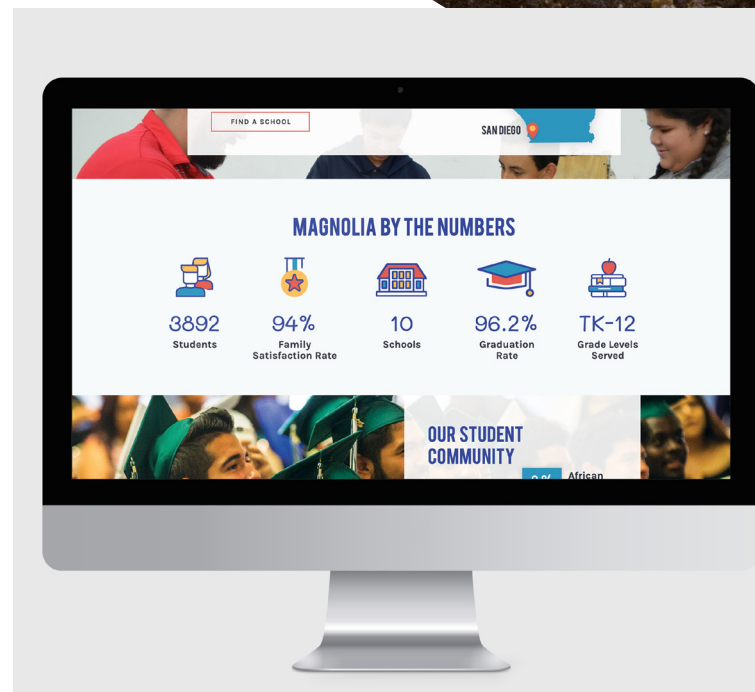 FIND A SCHOOL
SAN DIEGO
MAGNOLIA BY THE NUMBERS
3892
Students
94%
Family
Satisfaction Rate
10
Schools
96.2%
Graduation
Rate
TK-12
Grade Levels
Served
OUR STUDENT
COMMUNITY
African